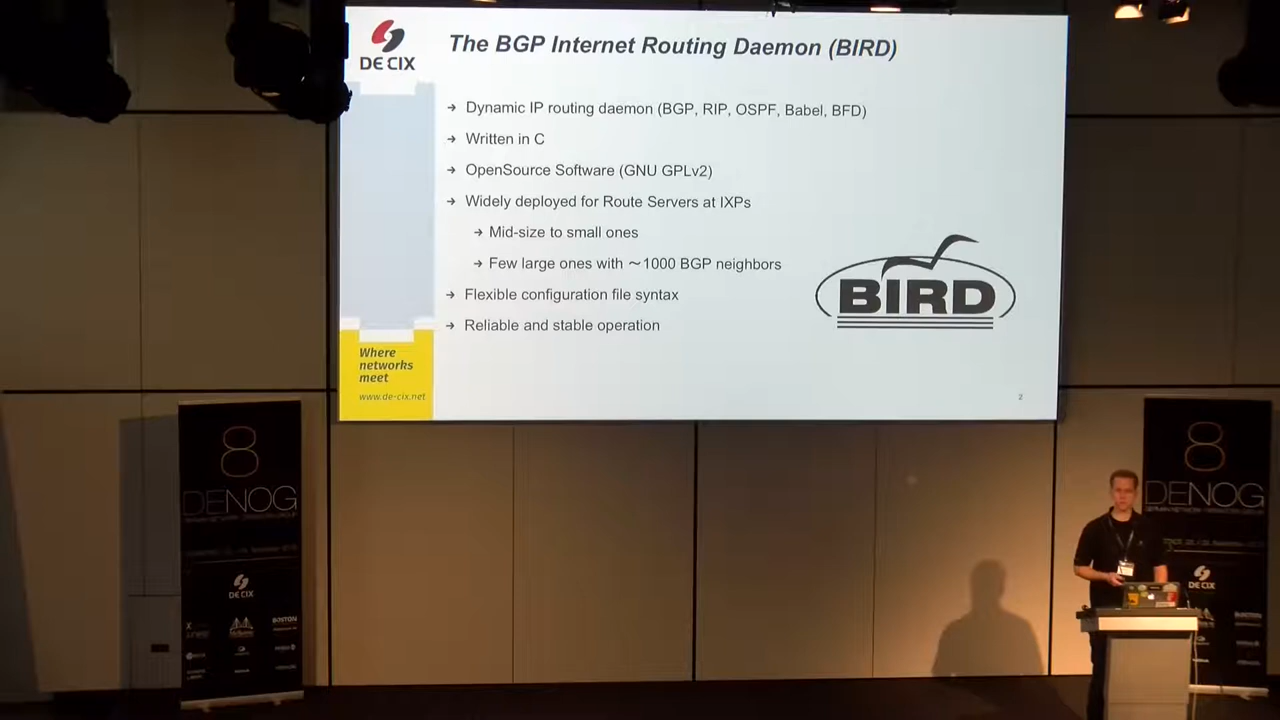 DE CIX
The BGP Internet Routing Daemon (BIRD)
→ Dynamic IP routing daemon (BGP, RIP, OSPF, Babel, BFD)
→ Written in C
→ OpenSource Software (GNU GPLv2)
→ Widely deployed for Route Servers at IXPs
→ Mid-size to small ones
→ Few large ones with ~1000 BGP neighbors
→ Flexible configuration file syntax
→ Reliable and stable operation
BIRD
Where
networks
meet
www.de-cix.net
2
8
DENOG
DE CIX
BOSTON
8
DENOG
DE CIX